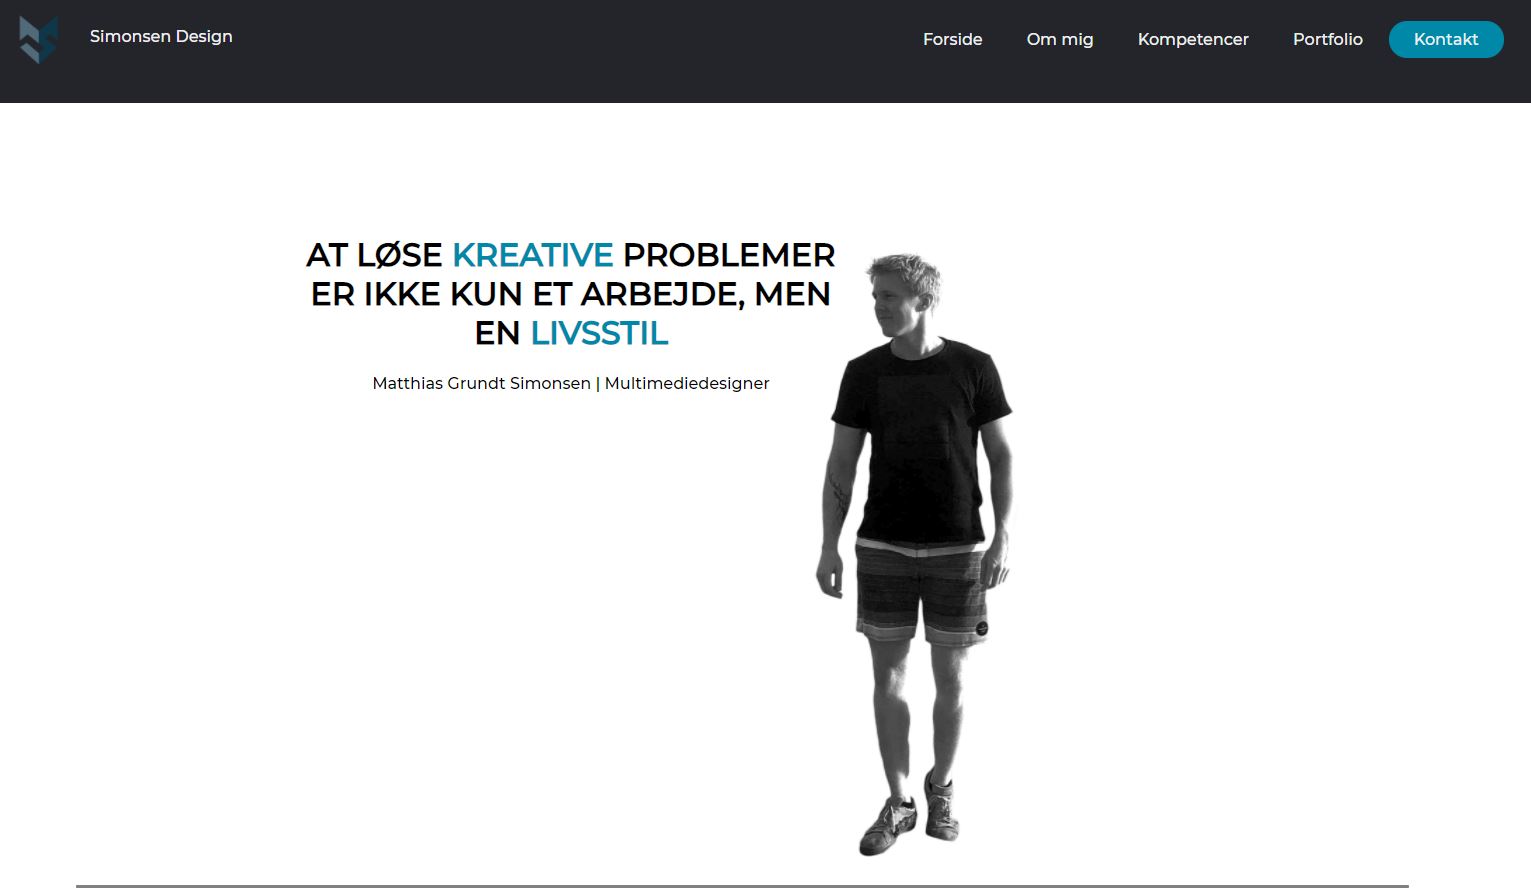 Simonsen Design
Forside
Om mig
Kompetencer
Portfolio
Kontakt
AT LØSE KREATIVE PROBLEMER
ER IKKE KUN ET ARBEJDE, MEN
EN LIVSSTIL
Matthias Grundt Simonsen | Multimediedesigner